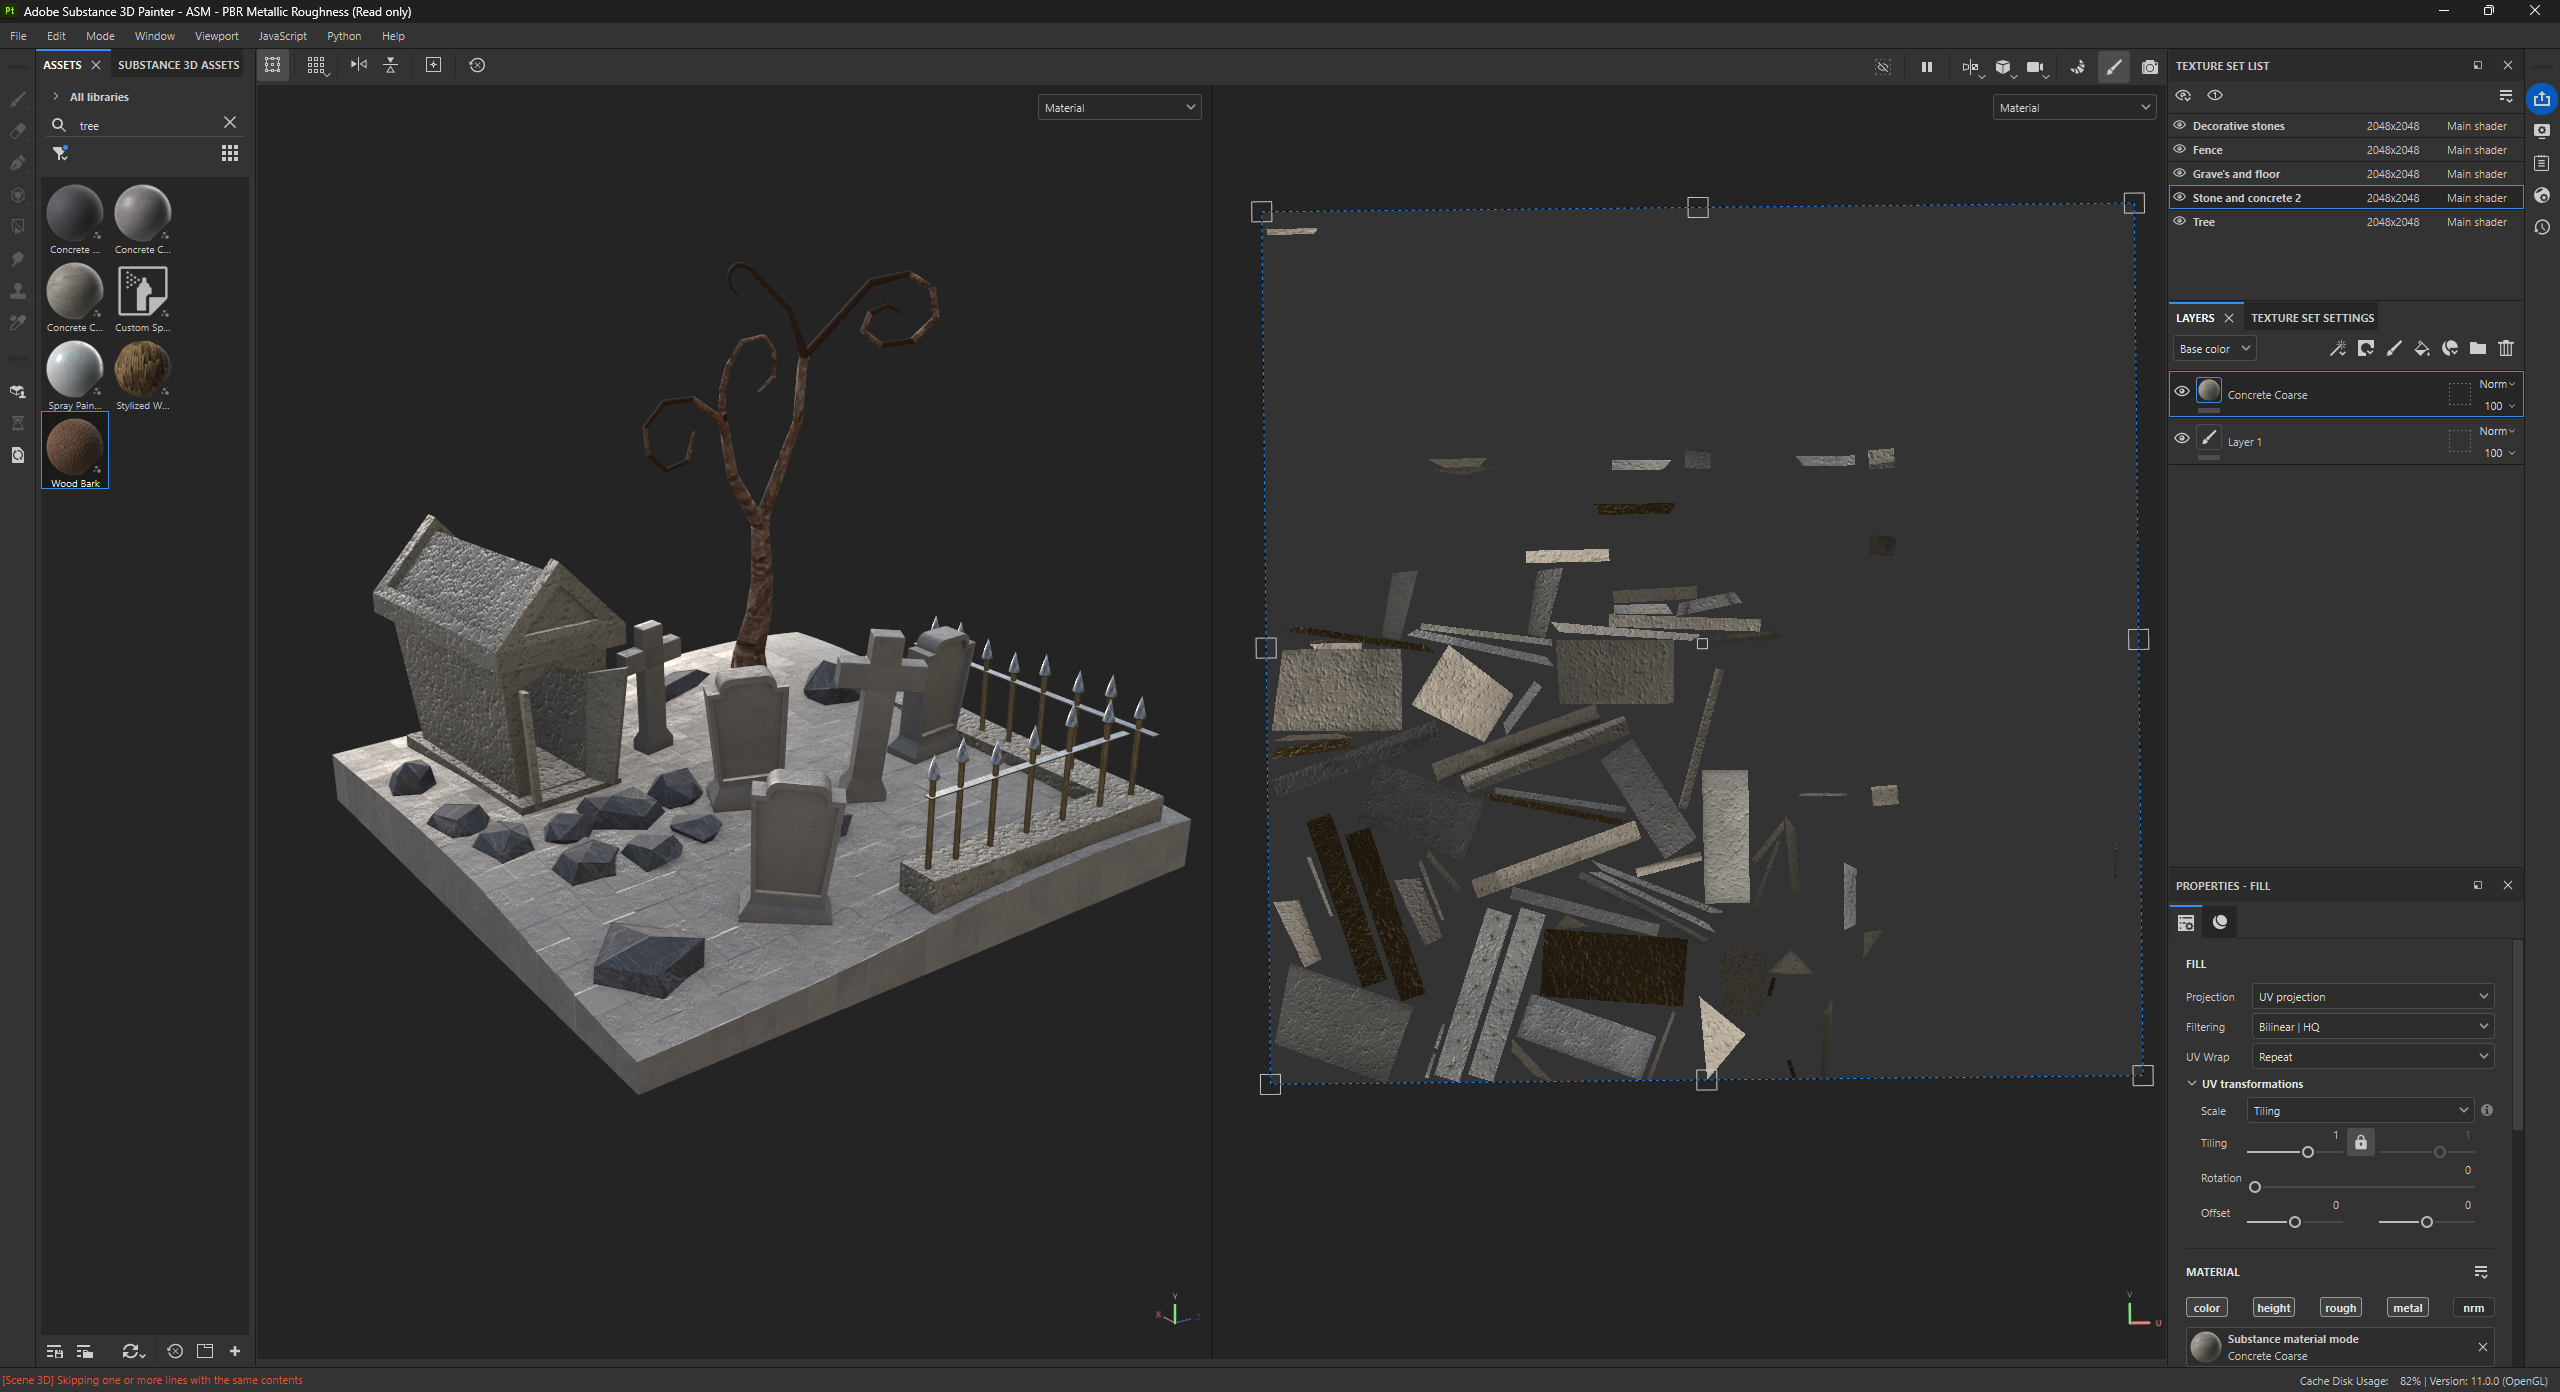 Pt Adobe Substance 3D Painter - ASM - PBR Metallic Roughness (Read only)
File Edit Mode Window Viewport JavaScript Python Help
ASSETS SUBSTANCE 3D ASSETS
All libraries
tree
Concrete ...
Concrete C...
Concrete C...
Custom Sp...
Spray Pain...
Stylized W...
Wood Bark
Material
Y
X
Z
Material
V
U
TEXTURE SET LIST
1
Decorative stones 2048x2048 Main shader
Fence 2048x2048 Main shader
Grave's and floor 2048x2048 Main shader
Stone and concrete 2 2048x2048 Main shader
Tree 2048x2048 Main shader
LAYERS TEXTURE SET SETTINGS
Base color
Concrete Coarse Norm
100
Layer 1 Norm
100
PROPERTIES - FILL
FILL
Projection UV projection
Filtering Bilinear | HQ
UV Wrap Repeat
UV transformations
Scale Tiling
Tiling 1 1
Rotation 0
Offset 0 0
MATERIAL
color height rough metal nrm
Substance material mode
Concrete Coarse
[Scene 3D] Skipping one or more lines with the same contents
Cache Disk Usage: 82% | Version: 11.0.0 (OpenGL)